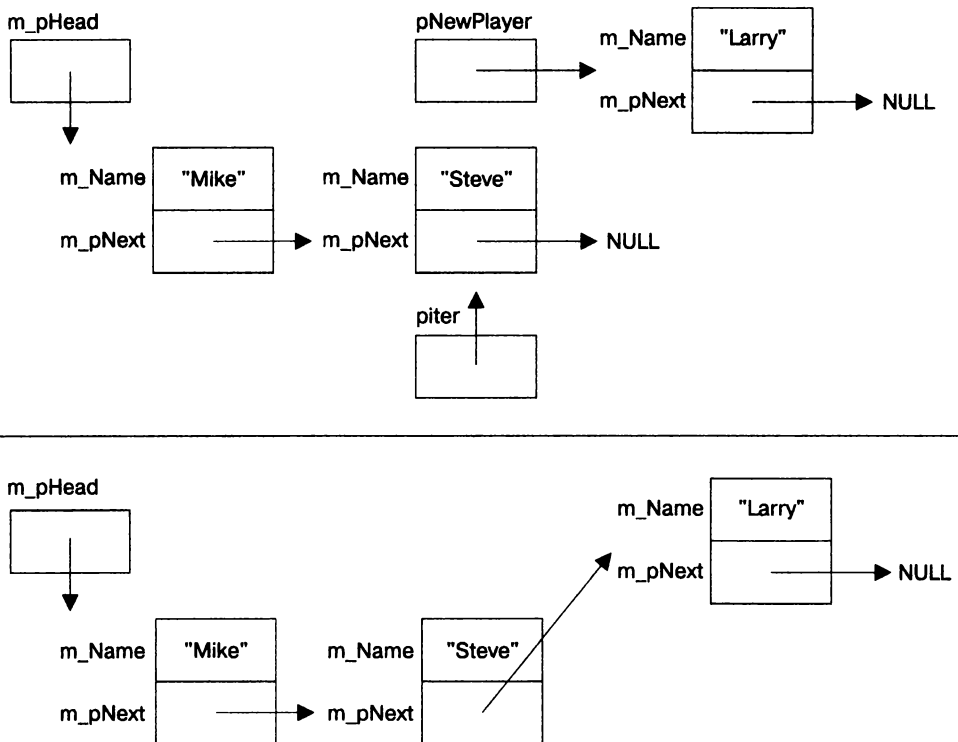 m_pHead
pNewPlayer
m_Name "Larry"
m_pNext NULL
m_Name "Mike" m_Name "Steve"
m_pNext m_pNext NULL
piter
m_pHead
m_Name "Larry"
m_pNext NULL
m_Name "Mike" m_Name "Steve"
m_pNext m_pNext